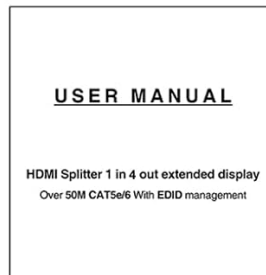 USER MANUAL
HDMI Splitter 1 in 4 out extended display
Over 50M CAT5e/6 With EDID management